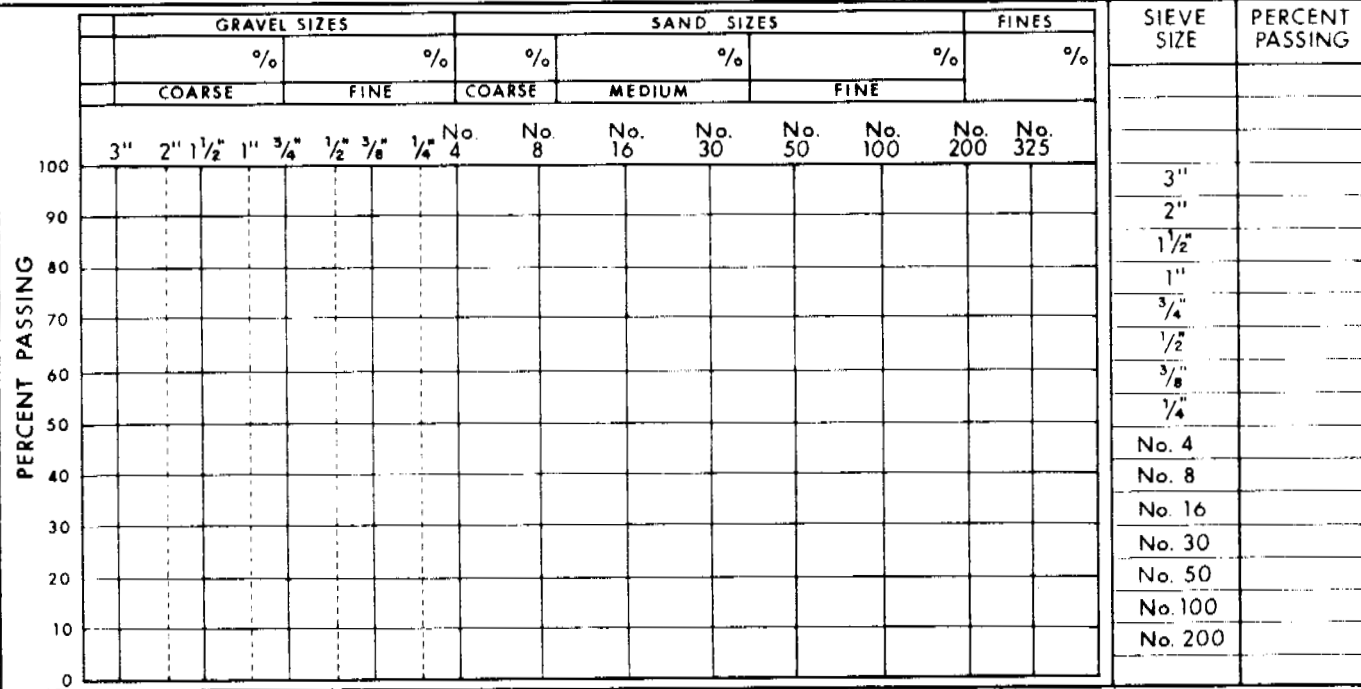 GRAVEL SIZES SAND SIZES FINES
% % % % % %
COARSE FINE COARSE MEDIUM FINE
3" 2" 1½" 1" ¾" ½" ⅜" ¼" No. 4 No. 8 No. 16 No. 30 No. 50 No. 100 No. 200 No. 325
PERCENT PASSING
100
90
80
70
60
50
40
30
20
10
0
SIEVE SIZE PERCENT PASSING
3"
2"
1½"
1"
¾"
½"
⅜"
¼"
No. 4
No. 8
No. 16
No. 30
No. 50
No. 100
No. 200